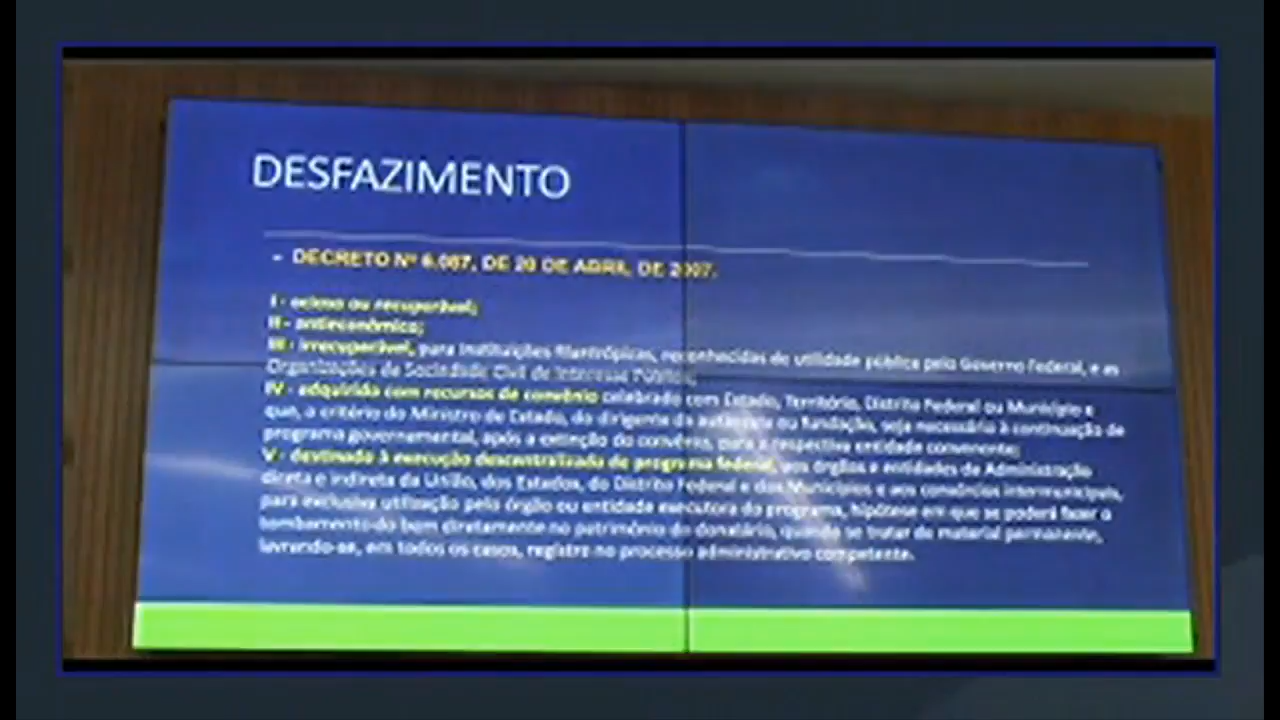 DESFAZIMENTO
- DECRETO Nº 6.087, DE 20 DE ABRIL DE 2007.
I - ocioso ou recuperável;
II - antieconômico;
III - irrecuperável, para Instituições filantrópicas, reconhecidas de utilidade pública pelo Governo Federal, e as
Organizações da Sociedade Civil de Interesse Público;
IV - adquirido com recursos de convênio celebrado com Estado, Território, Distrito Federal ou Município e
que, a critério do Ministro de Estado, do dirigente da autarquia ou fundação, seja necessário à continuação de
programa governamental, após a extinção do convênio, para a respectiva entidade convenente;
V - destinado à execução descentralizada de programa federal, aos órgãos e entidades da Administração
direta e indireta da União, dos Estados, do Distrito Federal e dos Municípios e aos consórcios intermunicipais,
para exclusiva utilização pelo órgão ou entidade executora do programa, hipótese em que se poderá fazer o
tombamento do bem diretamente no patrimônio do donatário, quando se tratar de material permanente,
lavrando-se, em todos os casos, registro no processo administrativo competente.